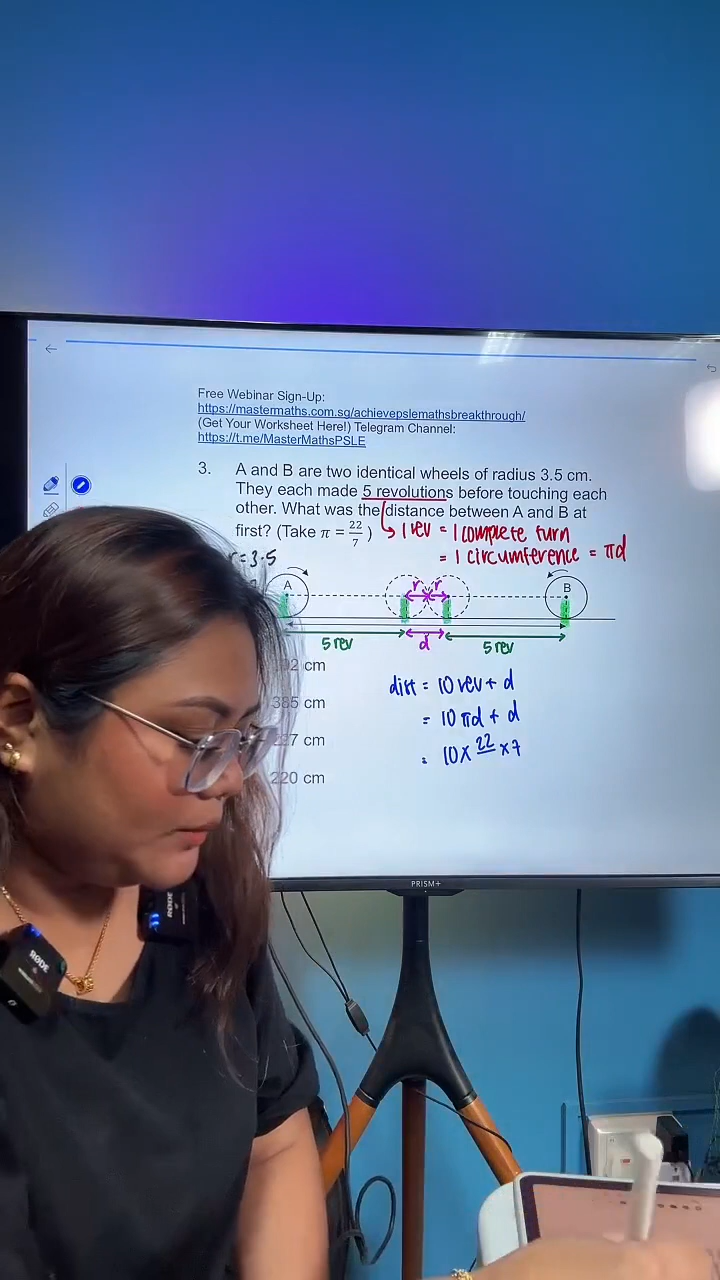 Free Webinar Sign-Up:
https://mastermaths.com.sg/achievepslemathsbreakthrough/
(Get Your Worksheet Here!) Telegram Channel:
https://t.me/MasterMathsPSLE
3. A and B are two identical wheels of radius 3.5 cm.
They each made 5 revolutions before touching each
other. What was the distance between A and B at
first? (Take π = 22/7)
1 rev = 1 complete turn
= 1 circumference = πd
r = 3.5
A r r B
5 rev d 5 rev
cm
385 cm
cm
220 cm
dist = 10 rev + d
= 10 πd + d
= 10 × 22 × 7
PRISM+
RODE
RODE